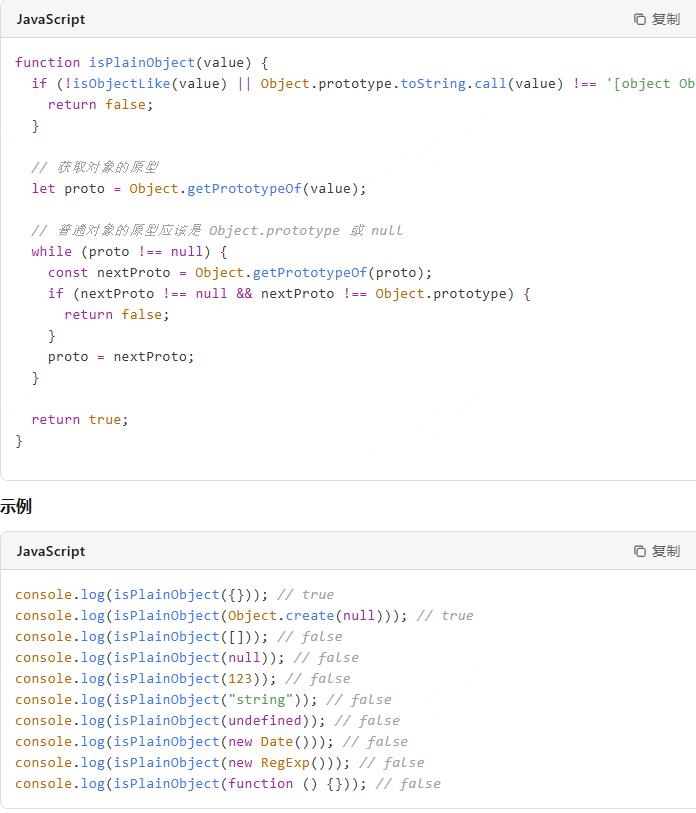 JavaScript 复制
function isPlainObject(value) {
  if (!isObjectLike(value) || Object.prototype.toString.call(value) !== '[object Ob
    return false;
  }
  // 获取对象的原型
  let proto = Object.getPrototypeOf(value);
  // 普通对象的原型应该是 Object.prototype 或 null
  while (proto !== null) {
    const nextProto = Object.getPrototypeOf(proto);
    if (nextProto !== null && nextProto !== Object.prototype) {
      return false;
    }
    proto = nextProto;
  }
  return true;
}
示例
JavaScript 复制
console.log(isPlainObject({})); // true
console.log(isPlainObject(Object.create(null))); // true
console.log(isPlainObject([])); // false
console.log(isPlainObject(null)); // false
console.log(isPlainObject(123)); // false
console.log(isPlainObject("string")); // false
console.log(isPlainObject(undefined)); // false
console.log(isPlainObject(new Date())); // false
console.log(isPlainObject(new RegExp())); // false
console.log(isPlainObject(function () {})); // false